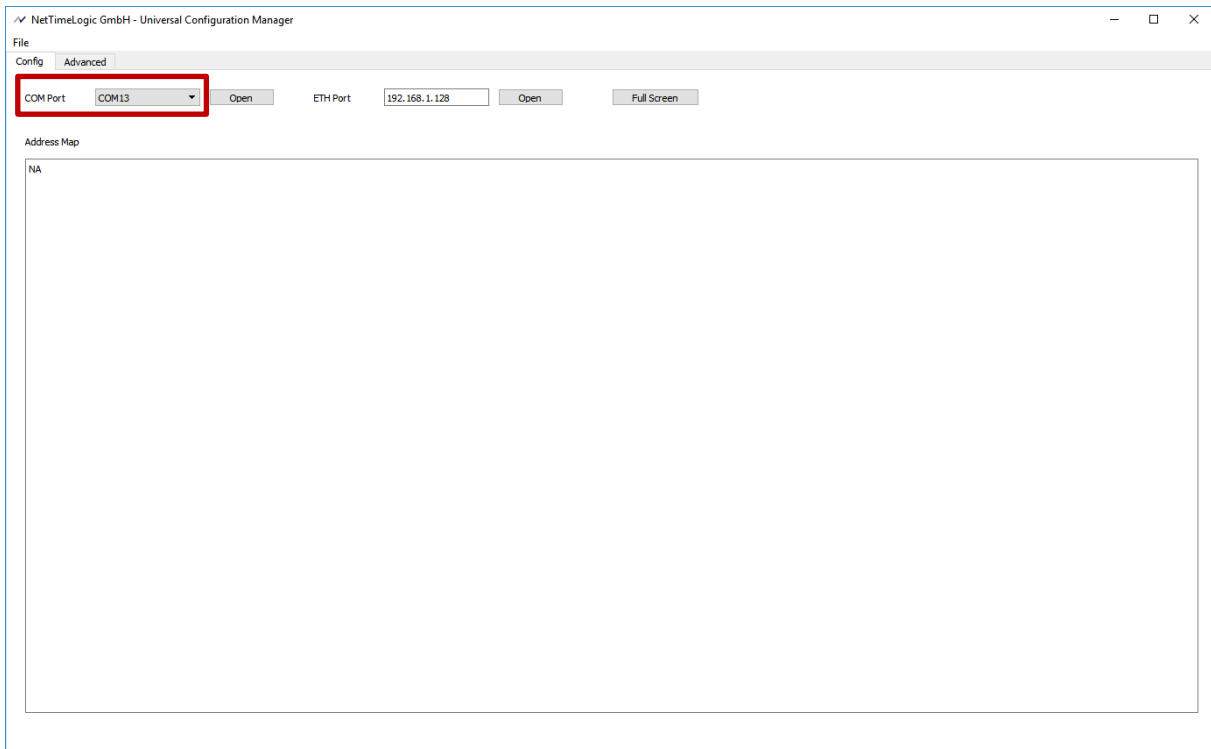 NetTimeLogic GmbH - Universal Configuration Manager
File
Config Advanced
COM Port COM13 Open ETH Port 192.168.1.128 Open Full Screen
Address Map
NA